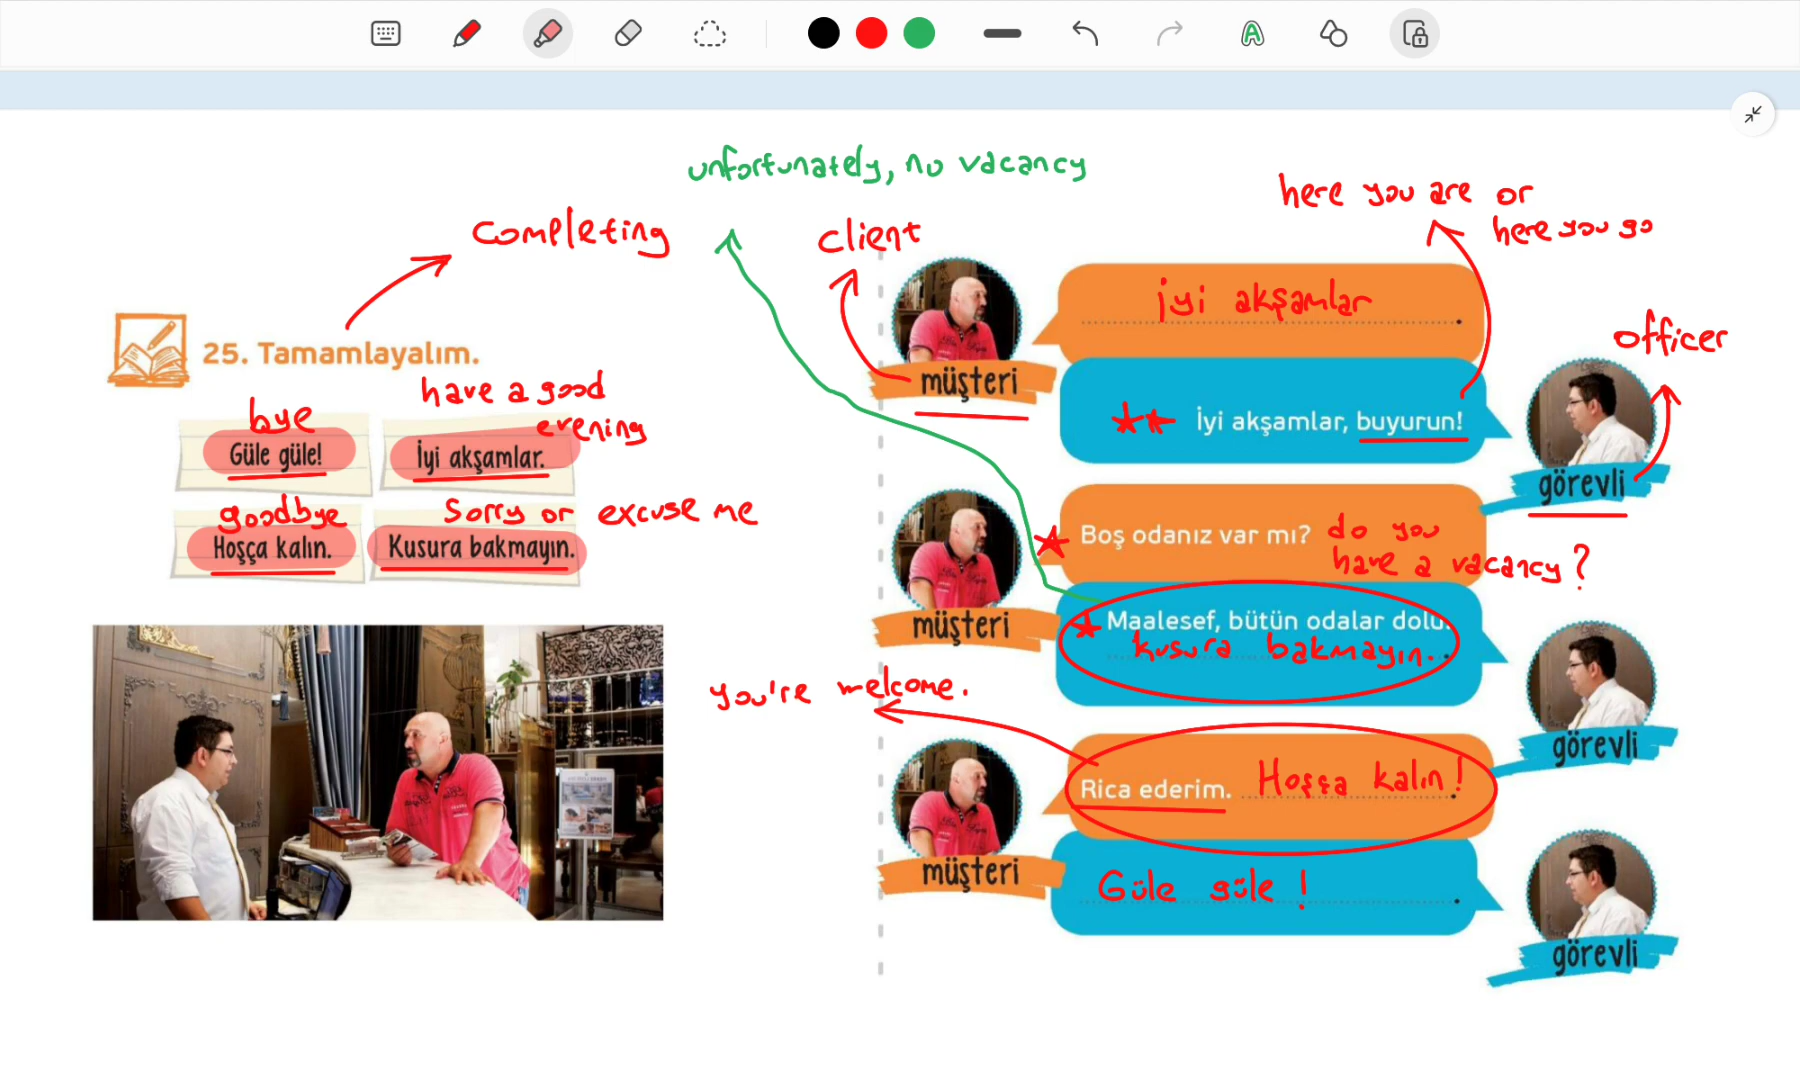 unfortunately, no vacancy
completing
client
here you are or
here you go
25. Tamamlayalım.
bye
Güle güle!
have a good
evening
İyi akşamlar.
goodbye
Hoşça kalın.
sorry or excuse me
Kusura bakmayın.
iyi akşamlar
müşteri
İyi akşamlar, buyurun!
officer
görevli
Boş odanız var mı? do you
have a vacancy?
müşteri
Maalesef, bütün odalar dolu.
kusura bakmayın.
görevli
you're welcome.
Rica ederim. Hoşça kalın!
müşteri
Güle güle!
görevli